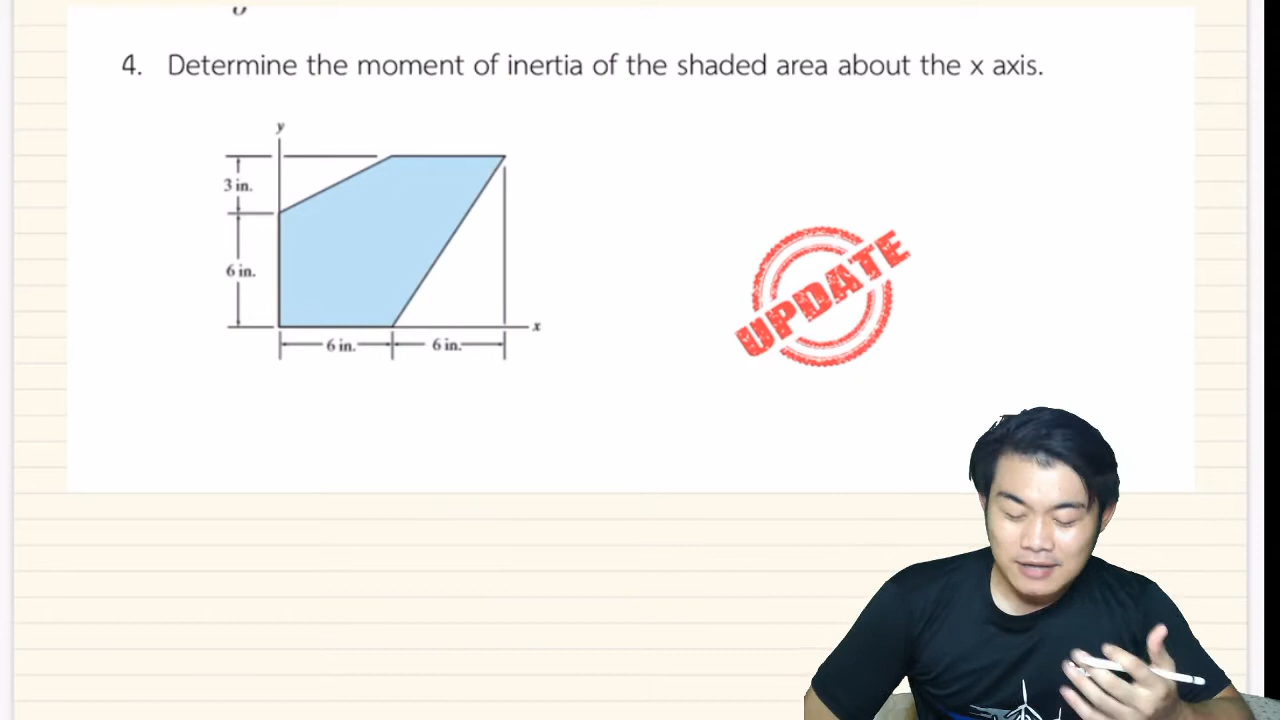 4. Determine the moment of inertia of the shaded area about the x axis.
y
3 in.
6 in.
x
6 in.
6 in.
UPDATE